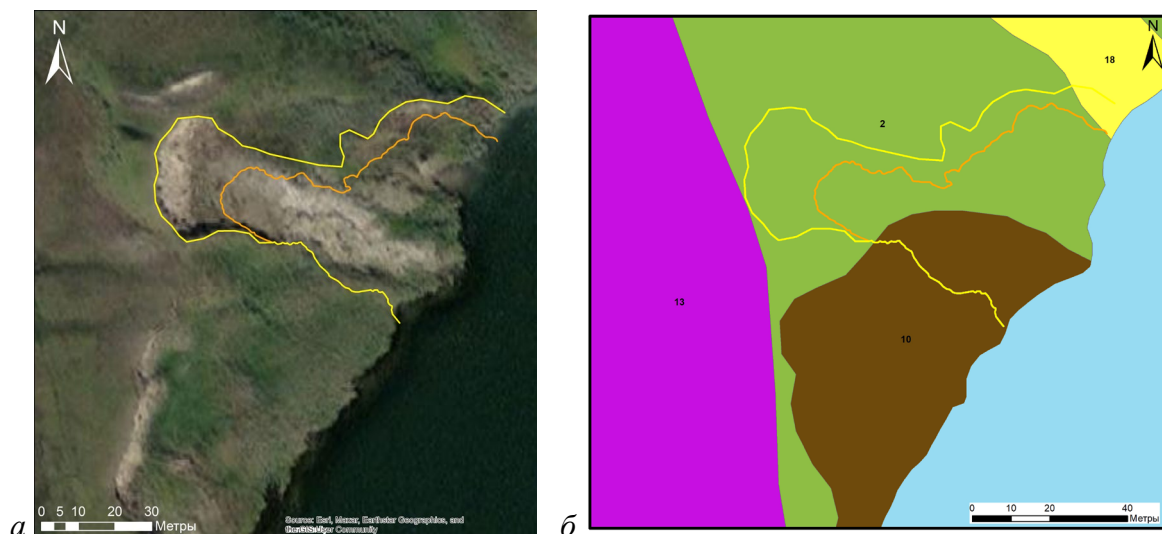 N
0 5 10 20 30
Метры
Source: Esri, Maxar, Earthstar Geographics, and
Community
а
N
18
2
13
10
0 10 20 40
Метры
б